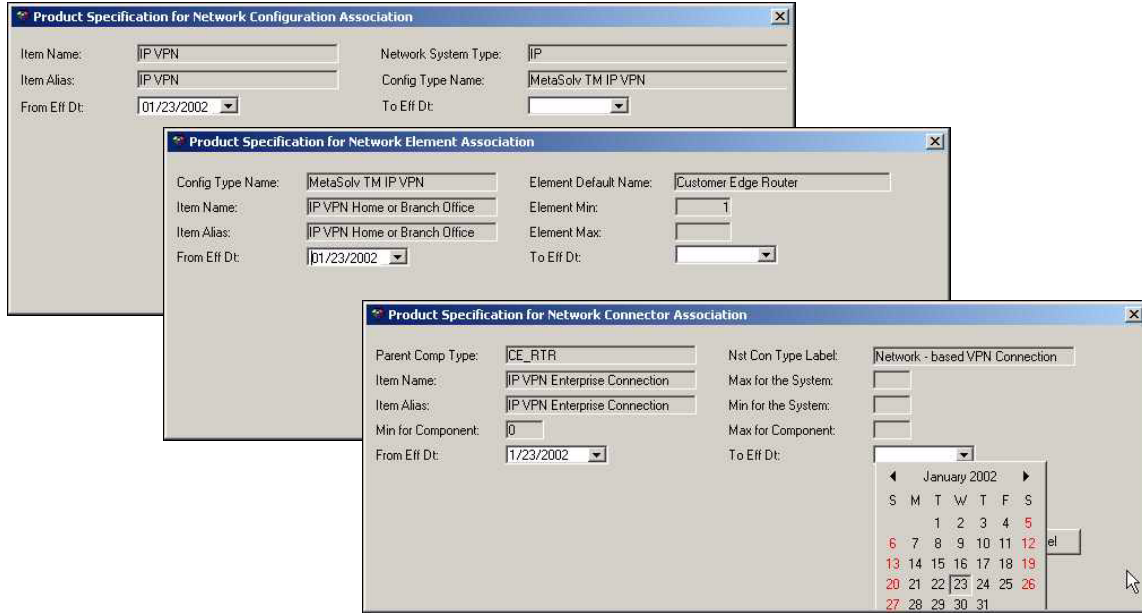 Product Specification for Network Configuration Association
Item Name: IP VPN Network System Type: IP
Item Alias: IP VPN Config Type Name: MetaSolv TM IP VPN
From Eff Dt: 01/23/2002 To Eff Dt:
Product Specification for Network Element Association
Config Type Name: MetaSolv TM IP VPN Element Default Name: Customer Edge Router
Item Name: IP VPN Home or Branch Office Element Min: 1
Item Alias: IP VPN Home or Branch Office Element Max:
From Eff Dt: 01/23/2002 To Eff Dt:
Product Specification for Network Connector Association
Parent Comp Type: CE_RTR Nst Con Type Label: Network - based VPN Connection
Item Name: IP VPN Enterprise Connection Max for the System:
Item Alias: IP VPN Enterprise Connection Min for the System:
Min for Component: 0 Max for Component:
From Eff Dt: 1/23/2002 To Eff Dt:
January 2002
S M T W T F S
1 2 3 4 5
6 7 8 9 10 11 12 el
13 14 15 16 17 18 19
20 21 22 23 24 25 26
27 28 29 30 31